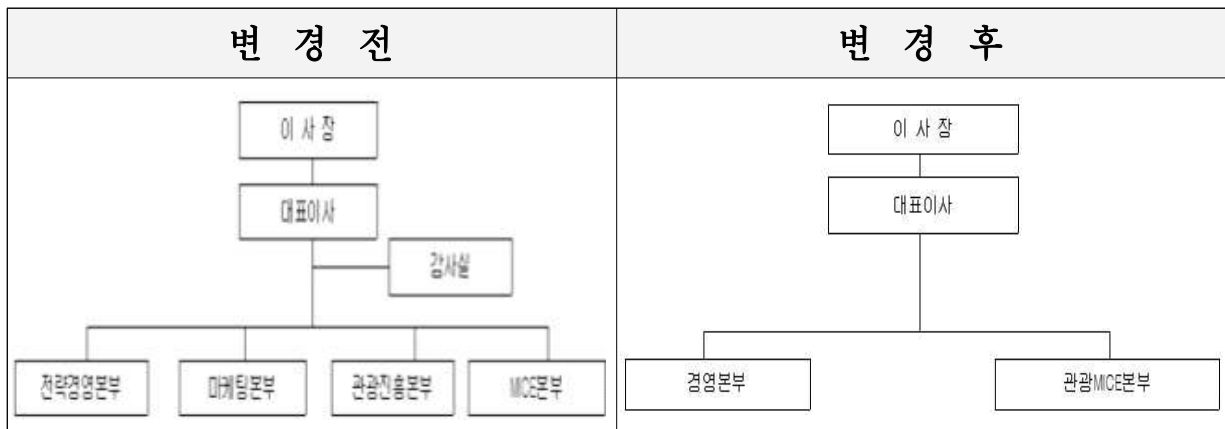 변 경 전
변 경 후
이 사 장
대표이사
감사실
전략경영본부 마케팅본부 관광진흥본부 MICE본부
이 사 장
대표이사
경영본부 관광MICE본부